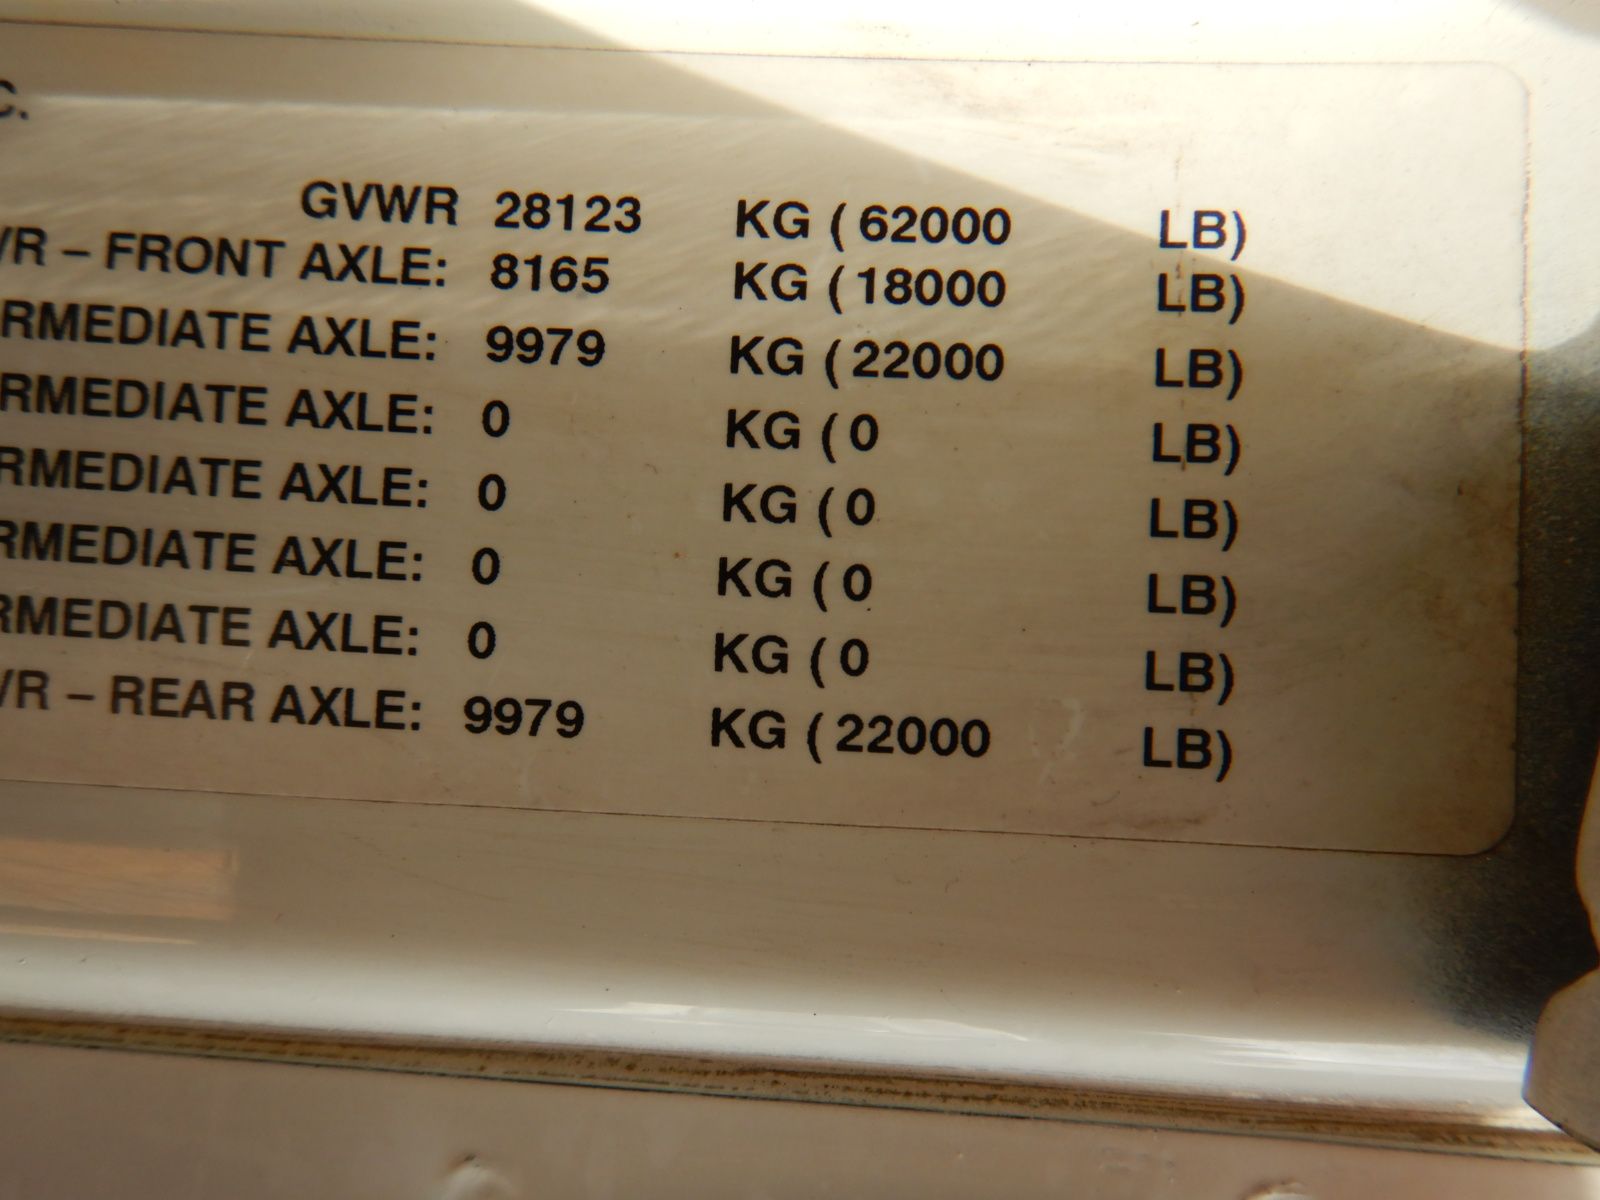 C.
GVWR 28123 KG ( 62000 LB)
WR – FRONT AXLE: 8165 KG ( 18000 LB)
RMEDIATE AXLE: 9979 KG ( 22000 LB)
RMEDIATE AXLE: 0 KG ( 0 LB)
RMEDIATE AXLE: 0 KG ( 0 LB)
RMEDIATE AXLE: 0 KG ( 0 LB)
RMEDIATE AXLE: 0 KG ( 0 LB)
WR – REAR AXLE: 9979 KG ( 22000 LB)